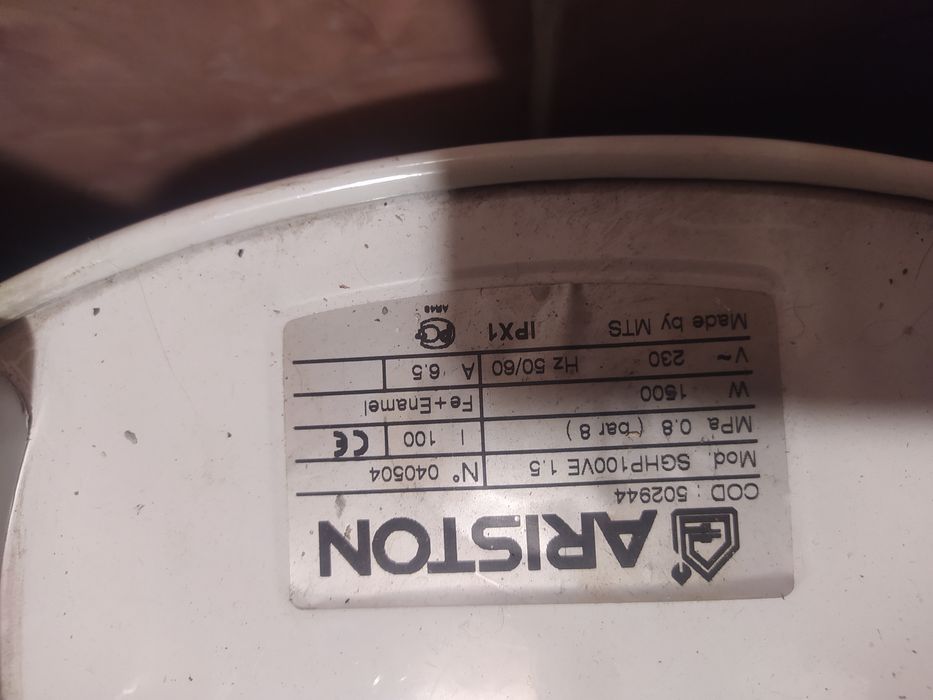 ARISTON
COD : 502944
Mod. SGHP100VE 1.5 N° 040504
MPa 0.8 ( bar 8 ) l 100 CE
W 1500 Fe+Enamel
V ~ 230 Hz 50/60 A 6.5
Made by MTS IPX1